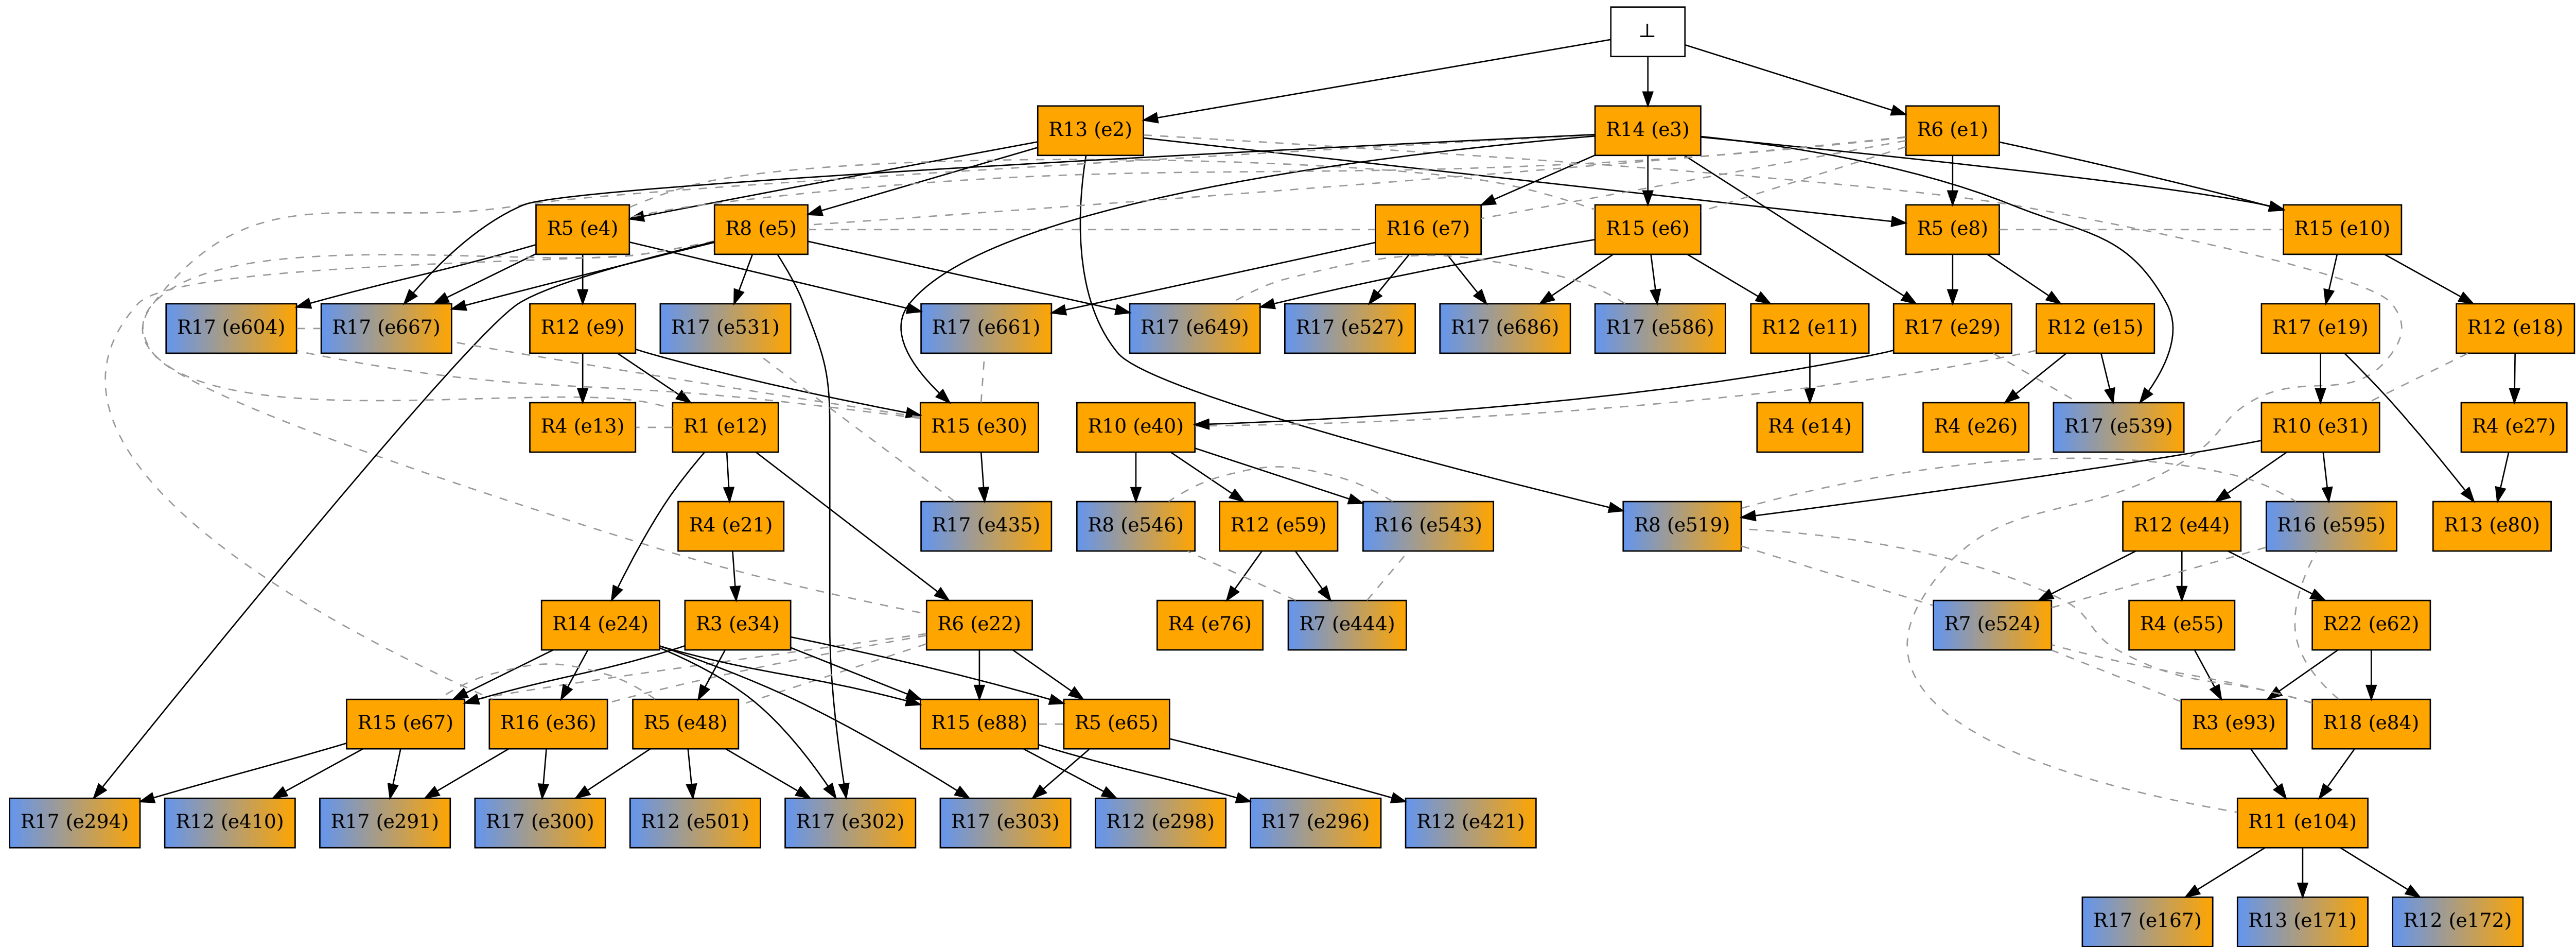 ⊥
R13 (e2)
R14 (e3)
R6 (e1)
R5 (e4)
R8 (e5)
R16 (e7)
R15 (e6)
R5 (e8)
R15 (e10)
R17 (e604)
R17 (e667)
R12 (e9)
R17 (e531)
R17 (e661)
R17 (e649)
R17 (e527)
R17 (e686)
R17 (e586)
R12 (e11)
R17 (e29)
R12 (e15)
R17 (e19)
R12 (e18)
R4 (e13)
R1 (e12)
R15 (e30)
R10 (e40)
R4 (e14)
R4 (e26)
R17 (e539)
R10 (e31)
R4 (e27)
R4 (e21)
R17 (e435)
R8 (e546)
R12 (e59)
R16 (e543)
R8 (e519)
R12 (e44)
R16 (e595)
R13 (e80)
R14 (e24)
R3 (e34)
R6 (e22)
R4 (e76)
R7 (e444)
R7 (e524)
R4 (e55)
R22 (e62)
R15 (e67)
R16 (e36)
R5 (e48)
R15 (e88)
R5 (e65)
R3 (e93)
R18 (e84)
R17 (e294)
R12 (e410)
R17 (e291)
R17 (e300)
R12 (e501)
R17 (e302)
R17 (e303)
R12 (e298)
R17 (e296)
R12 (e421)
R11 (e104)
R17 (e167)
R13 (e171)
R12 (e172)